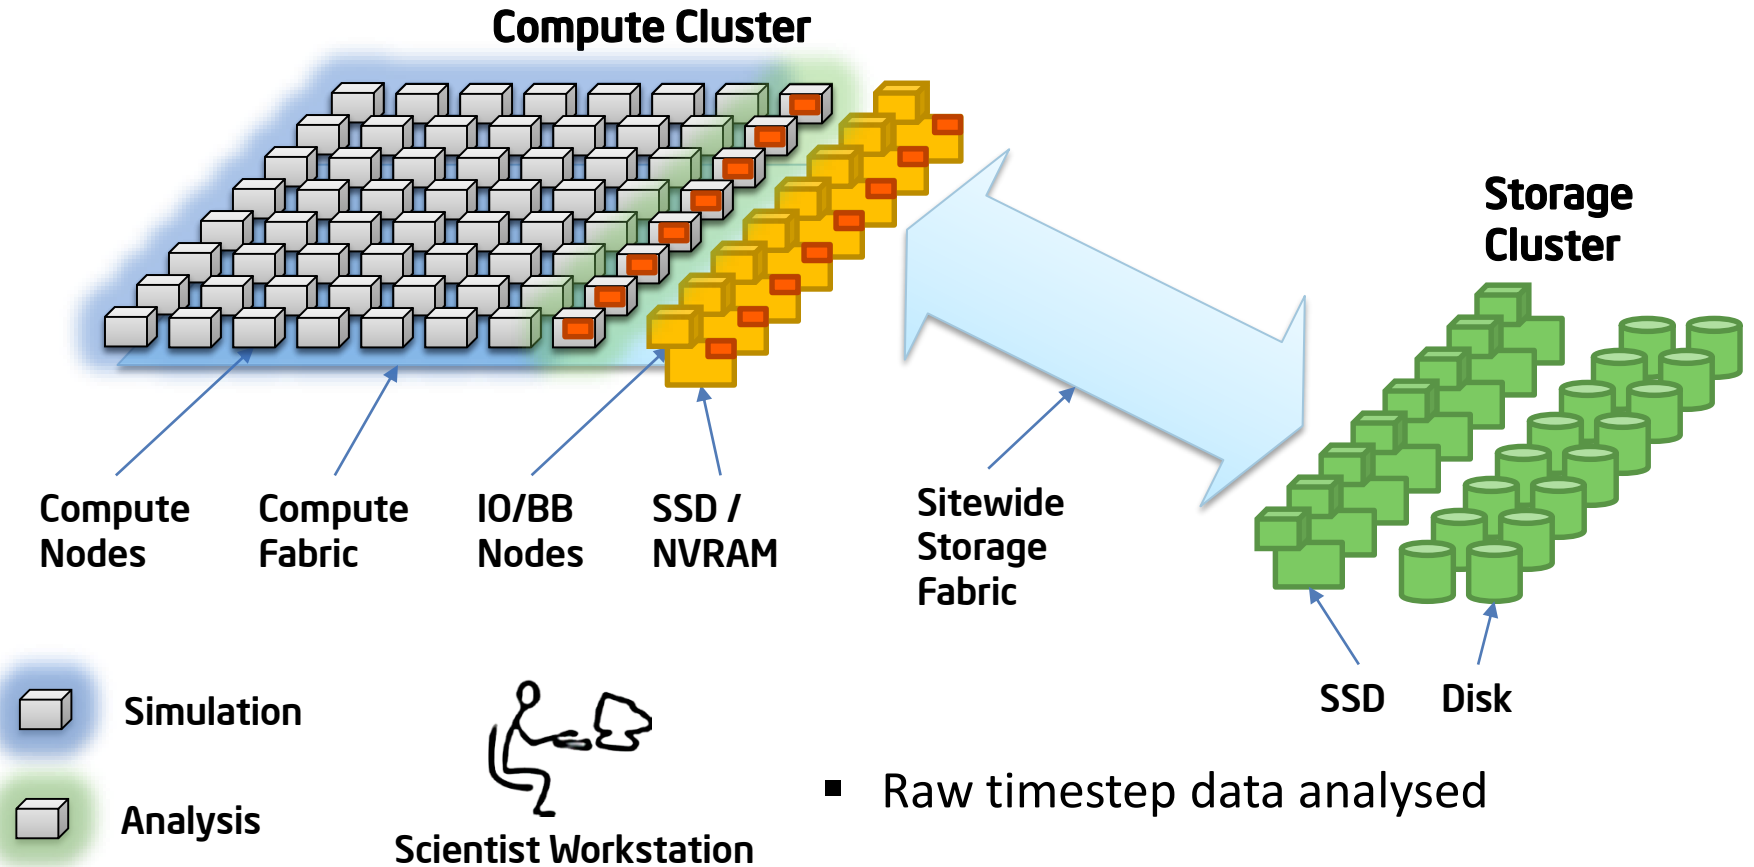 Compute Cluster
Storage
Cluster
Compute
Nodes
Compute
Fabric
IO/BB
Nodes
SSD /
NVRAM
Sitewide
Storage
Fabric
SSD
Disk
Simulation
Analysis
Scientist Workstation
▪ Raw timestep data analysed